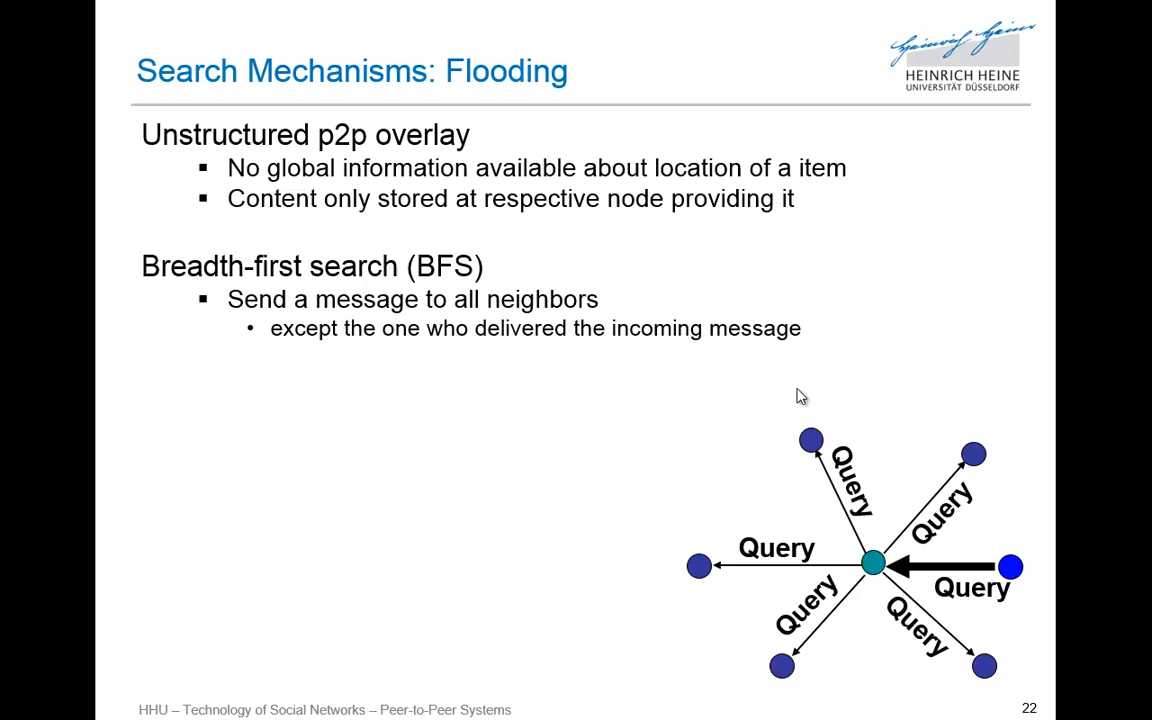 Heinrich Heine
HEINRICH HEINE
UNIVERSITÄT DÜSSELDORF
Search Mechanisms: Flooding
Unstructured p2p overlay
▪ No global information available about location of a item
▪ Content only stored at respective node providing it
Breadth-first search (BFS)
▪ Send a message to all neighbors
• except the one who delivered the incoming message
Query
Query
Query
Query
Query
Query
HHU – Technology of Social Networks – Peer-to-Peer Systems
22